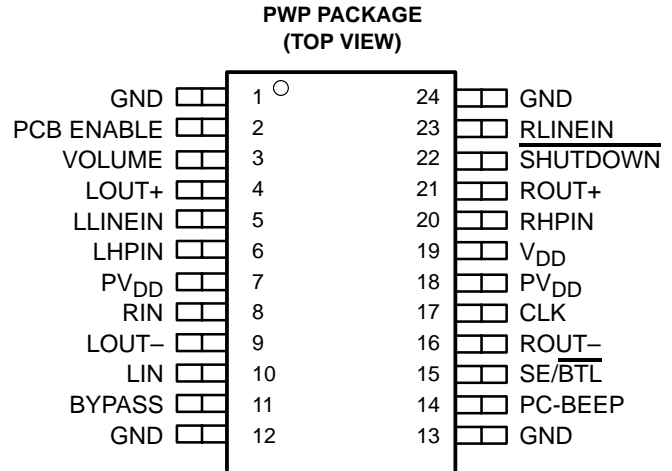 PWP PACKAGE
(TOP VIEW)
GND 1 24 GND
PCB ENABLE 2 23 RLINEIN
VOLUME 3 22 SHUTDOWN
LOUT+ 4 21 ROUT+
LLINEIN 5 20 RHPIN
LHPIN 6 19 VDD
PVDD 7 18 PVDD
RIN 8 17 CLK
LOUT– 9 16 ROUT–
LIN 10 15 SE/BTL
BYPASS 11 14 PC-BEEP
GND 12 13 GND